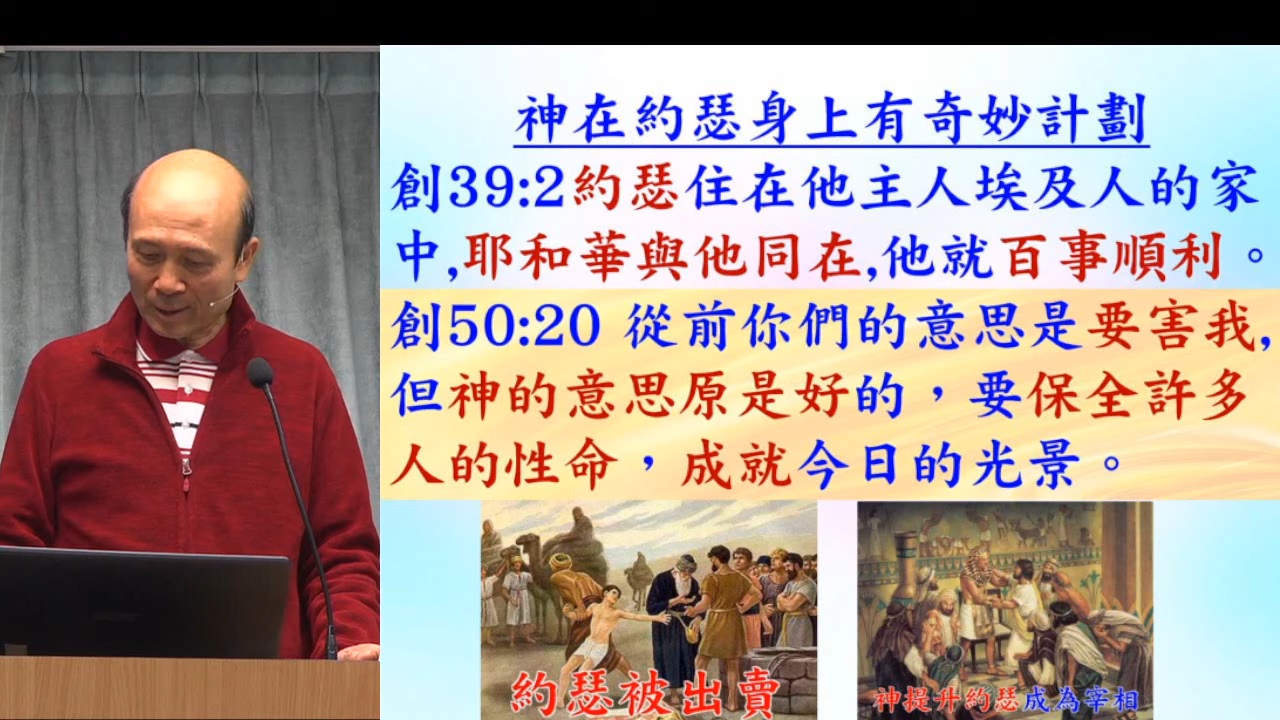 神在約瑟身上有奇妙計劃
創39:2約瑟住在他主人埃及人的家
中,耶和華與他同在,他就百事順利。
創50:20 從前你們的意思是要害我,
但神的意思原是好的，要保全許多
人的性命，成就今日的光景。
約瑟被出賣
神提升約瑟成為宰相